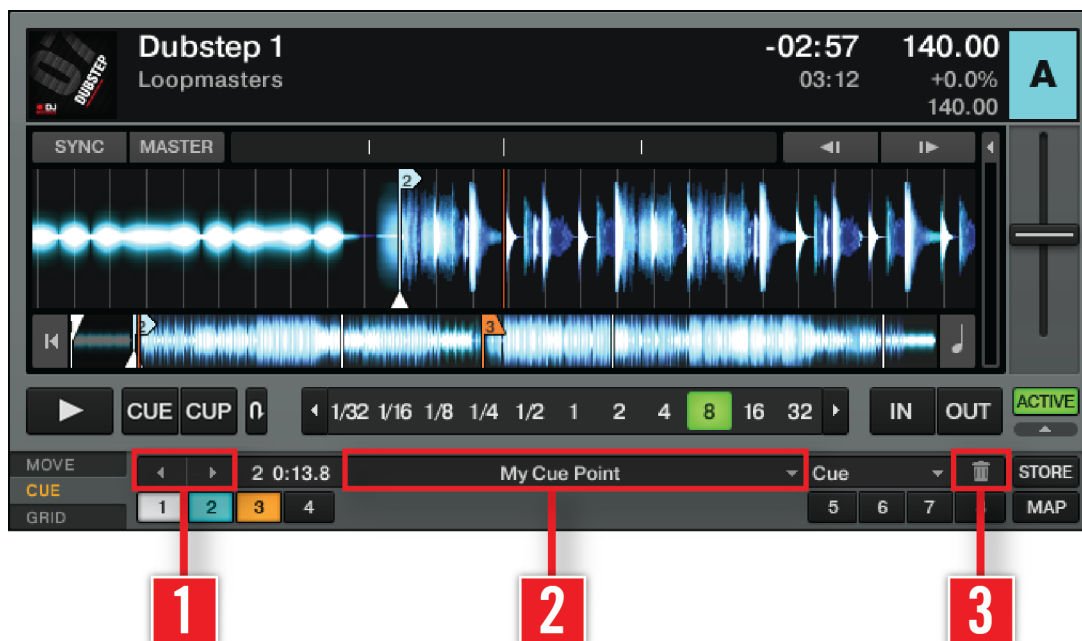 DJ
DUBSTEP
Dubstep 1
Loopmasters
-02:57
03:12
140.00
+0.0%
140.00
A
SYNC MASTER
2
2 3
CUE CUP
1/32 1/16 1/8 1/4 1/2 1 2 4 8 16 32
IN OUT
ACTIVE
MOVE
CUE
GRID
2 0:13.8
My Cue Point
Cue
STORE
1 2 3 4
5 6 7 8
MAP
1 2 3